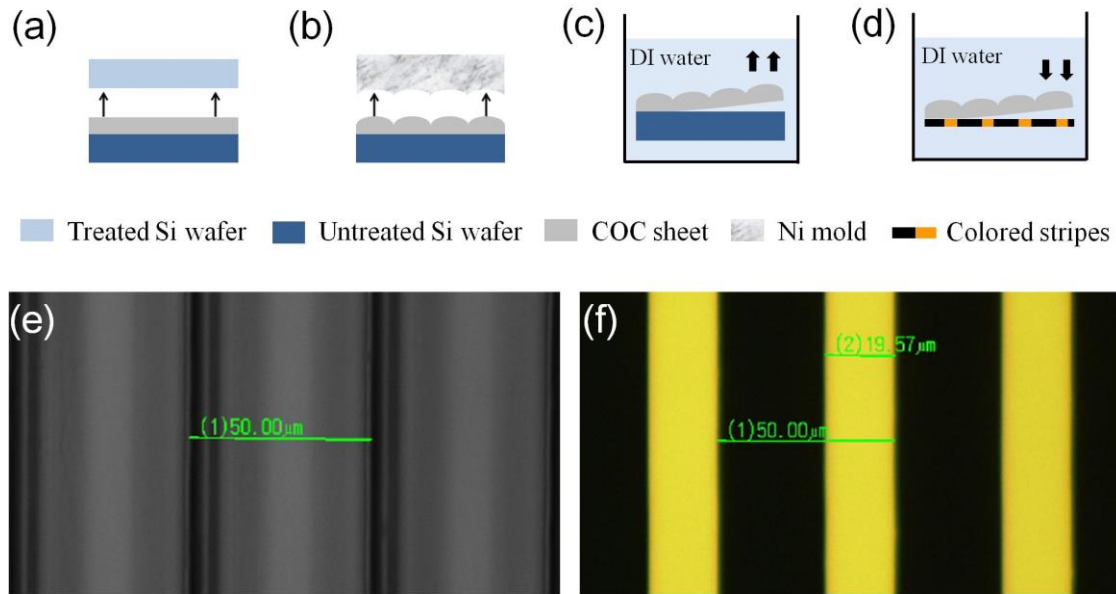 (a) (b) (c) (d)
DI water DI water
Treated Si wafer Untreated Si wafer COC sheet Ni mold Colored stripes
(e) (f)
(2)19.57μm
(1)50.00μm (1)50.00μm